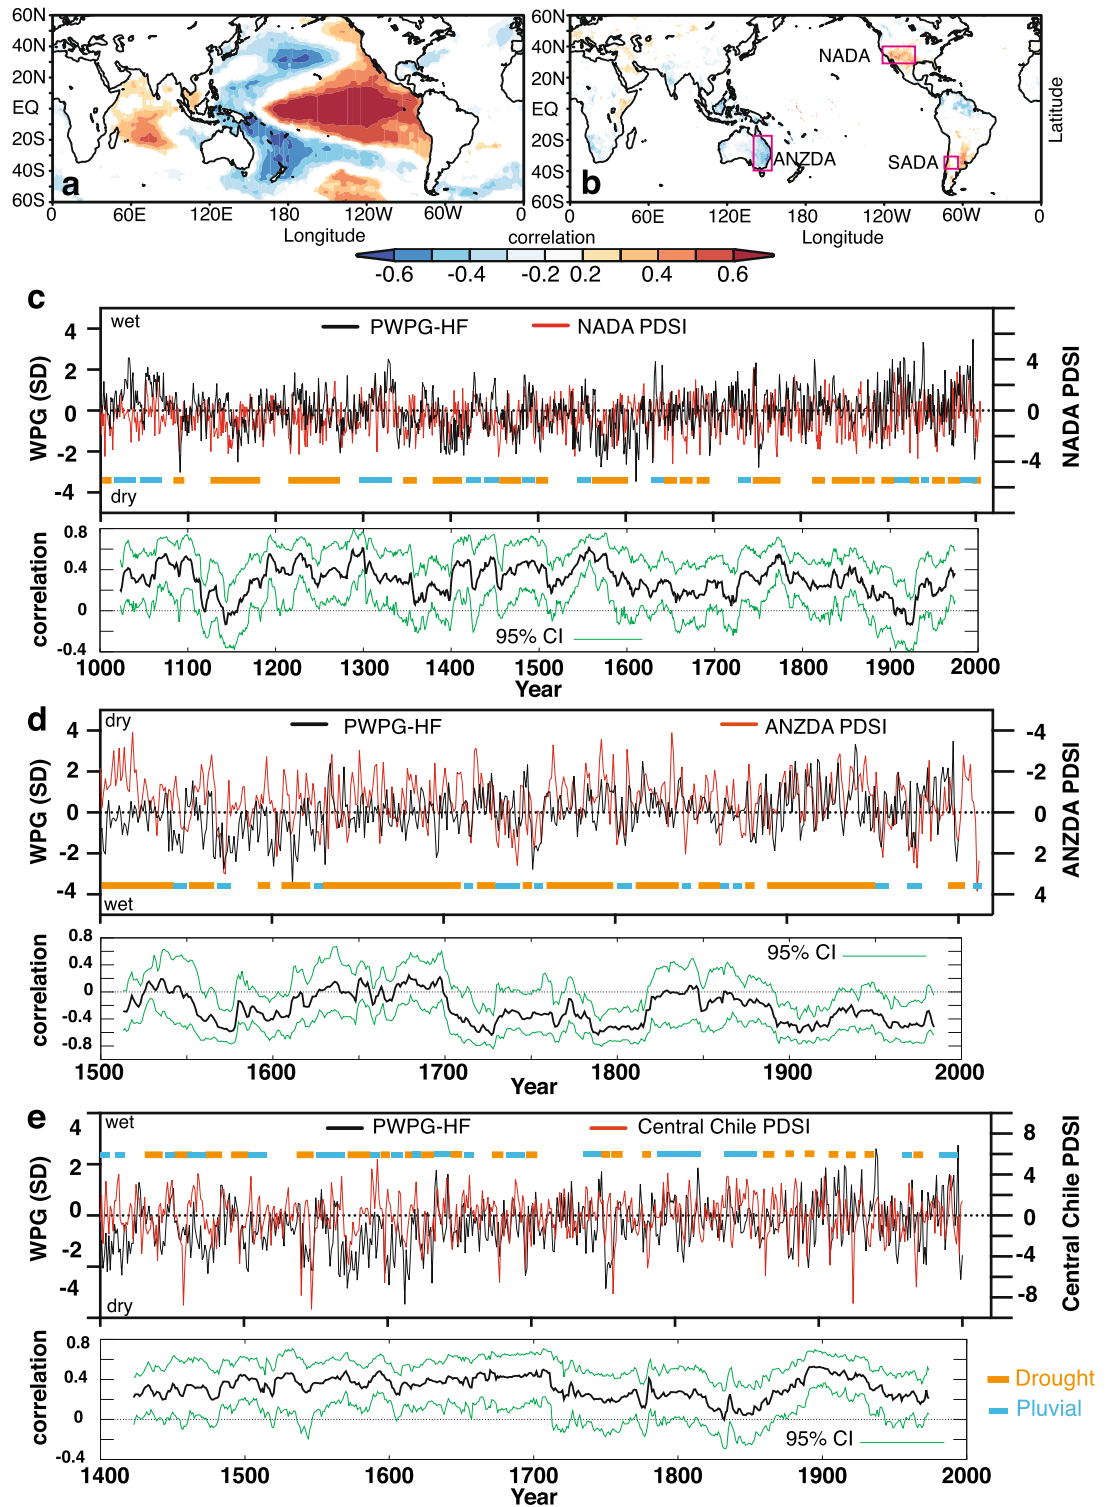 60N 60N
40N 40N
20N 20N
EQ EQ
20S 20S
40S 40S
60S 60S
a
b
NADA
ANZDA
SADA
Latitude
0 60E 120E 180 120W 60W 0 60E 120E 180 120W 60W 0
Longitude Longitude
correlation
-0.6 -0.4 -0.2 0.2 0.4 0.6
c
wet
PWPG-HF NADA PDSI
WPG (SD)
4 2 0 -2 -4
NADA PDSI
4 0 -4
dry
correlation
0.8 0.4 0 -0.4
95% CI
1000 1100 1200 1300 1400 1500 1600 1700 1800 1900 2000
Year
d
dry
PWPG-HF ANZDA PDSI
WPG (SD)
4 2 0 -2 -4
ANZDA PDSI
-4 -2 0 2 4
wet
correlation
0.8 0.4 0 -0.4 -0.8
95% CI
1500 1600 1700 1800 1900 2000
Year
e
wet
PWPG-HF Central Chile PDSI
WPG (SD)
4 2 0 -2 -4
Central Chile PDSI
8 4 0 -4 -8
dry
correlation
0.8 0.4 0 -0.4
95% CI
Drought
Pluvial
1400 1500 1600 1700 1800 1900 2000
Year